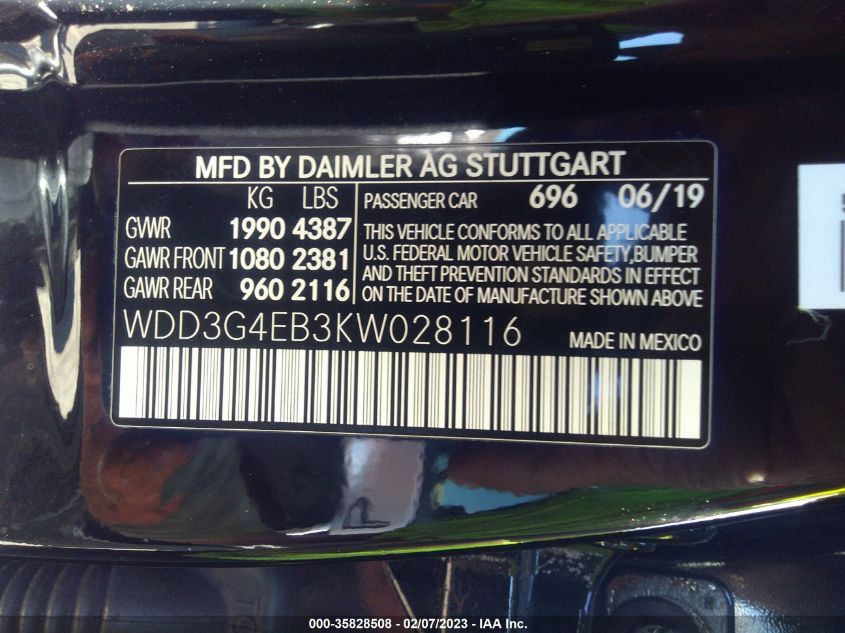 MFD BY DAIMLER AG STUTTGART
KG LBS
GVWR 1990 4387
GAWR FRONT 1080 2381
GAWR REAR 960 2116
PASSENGER CAR 696 06/19
THIS VEHICLE CONFORMS TO ALL APPLICABLE
U.S. FEDERAL MOTOR VEHICLE SAFETY,BUMPER
AND THEFT PREVENTION STANDARDS IN EFFECT
ON THE DATE OF MANUFACTURE SHOWN ABOVE
WDD3G4EB3KW028116 MADE IN MEXICO
000-35828508 - 02/07/2023 - IAA Inc.